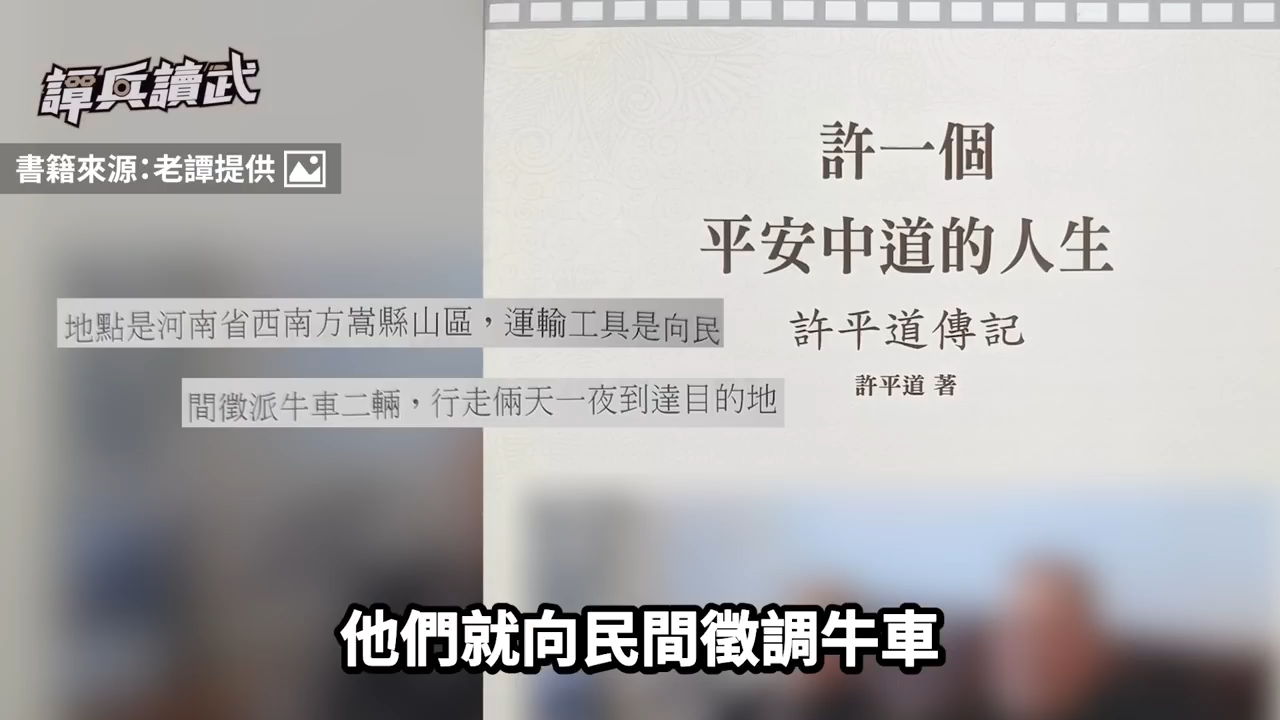 譚兵讀武
書籍來源：老譚提供
許一個
平安中道的人生
許平道傳記
許平道 著
地點是河南省西南方嵩縣山區，運輸工具是向民
間徵派牛車二輛，行走倆天一夜到達目的地
他們就向民間徵調牛車